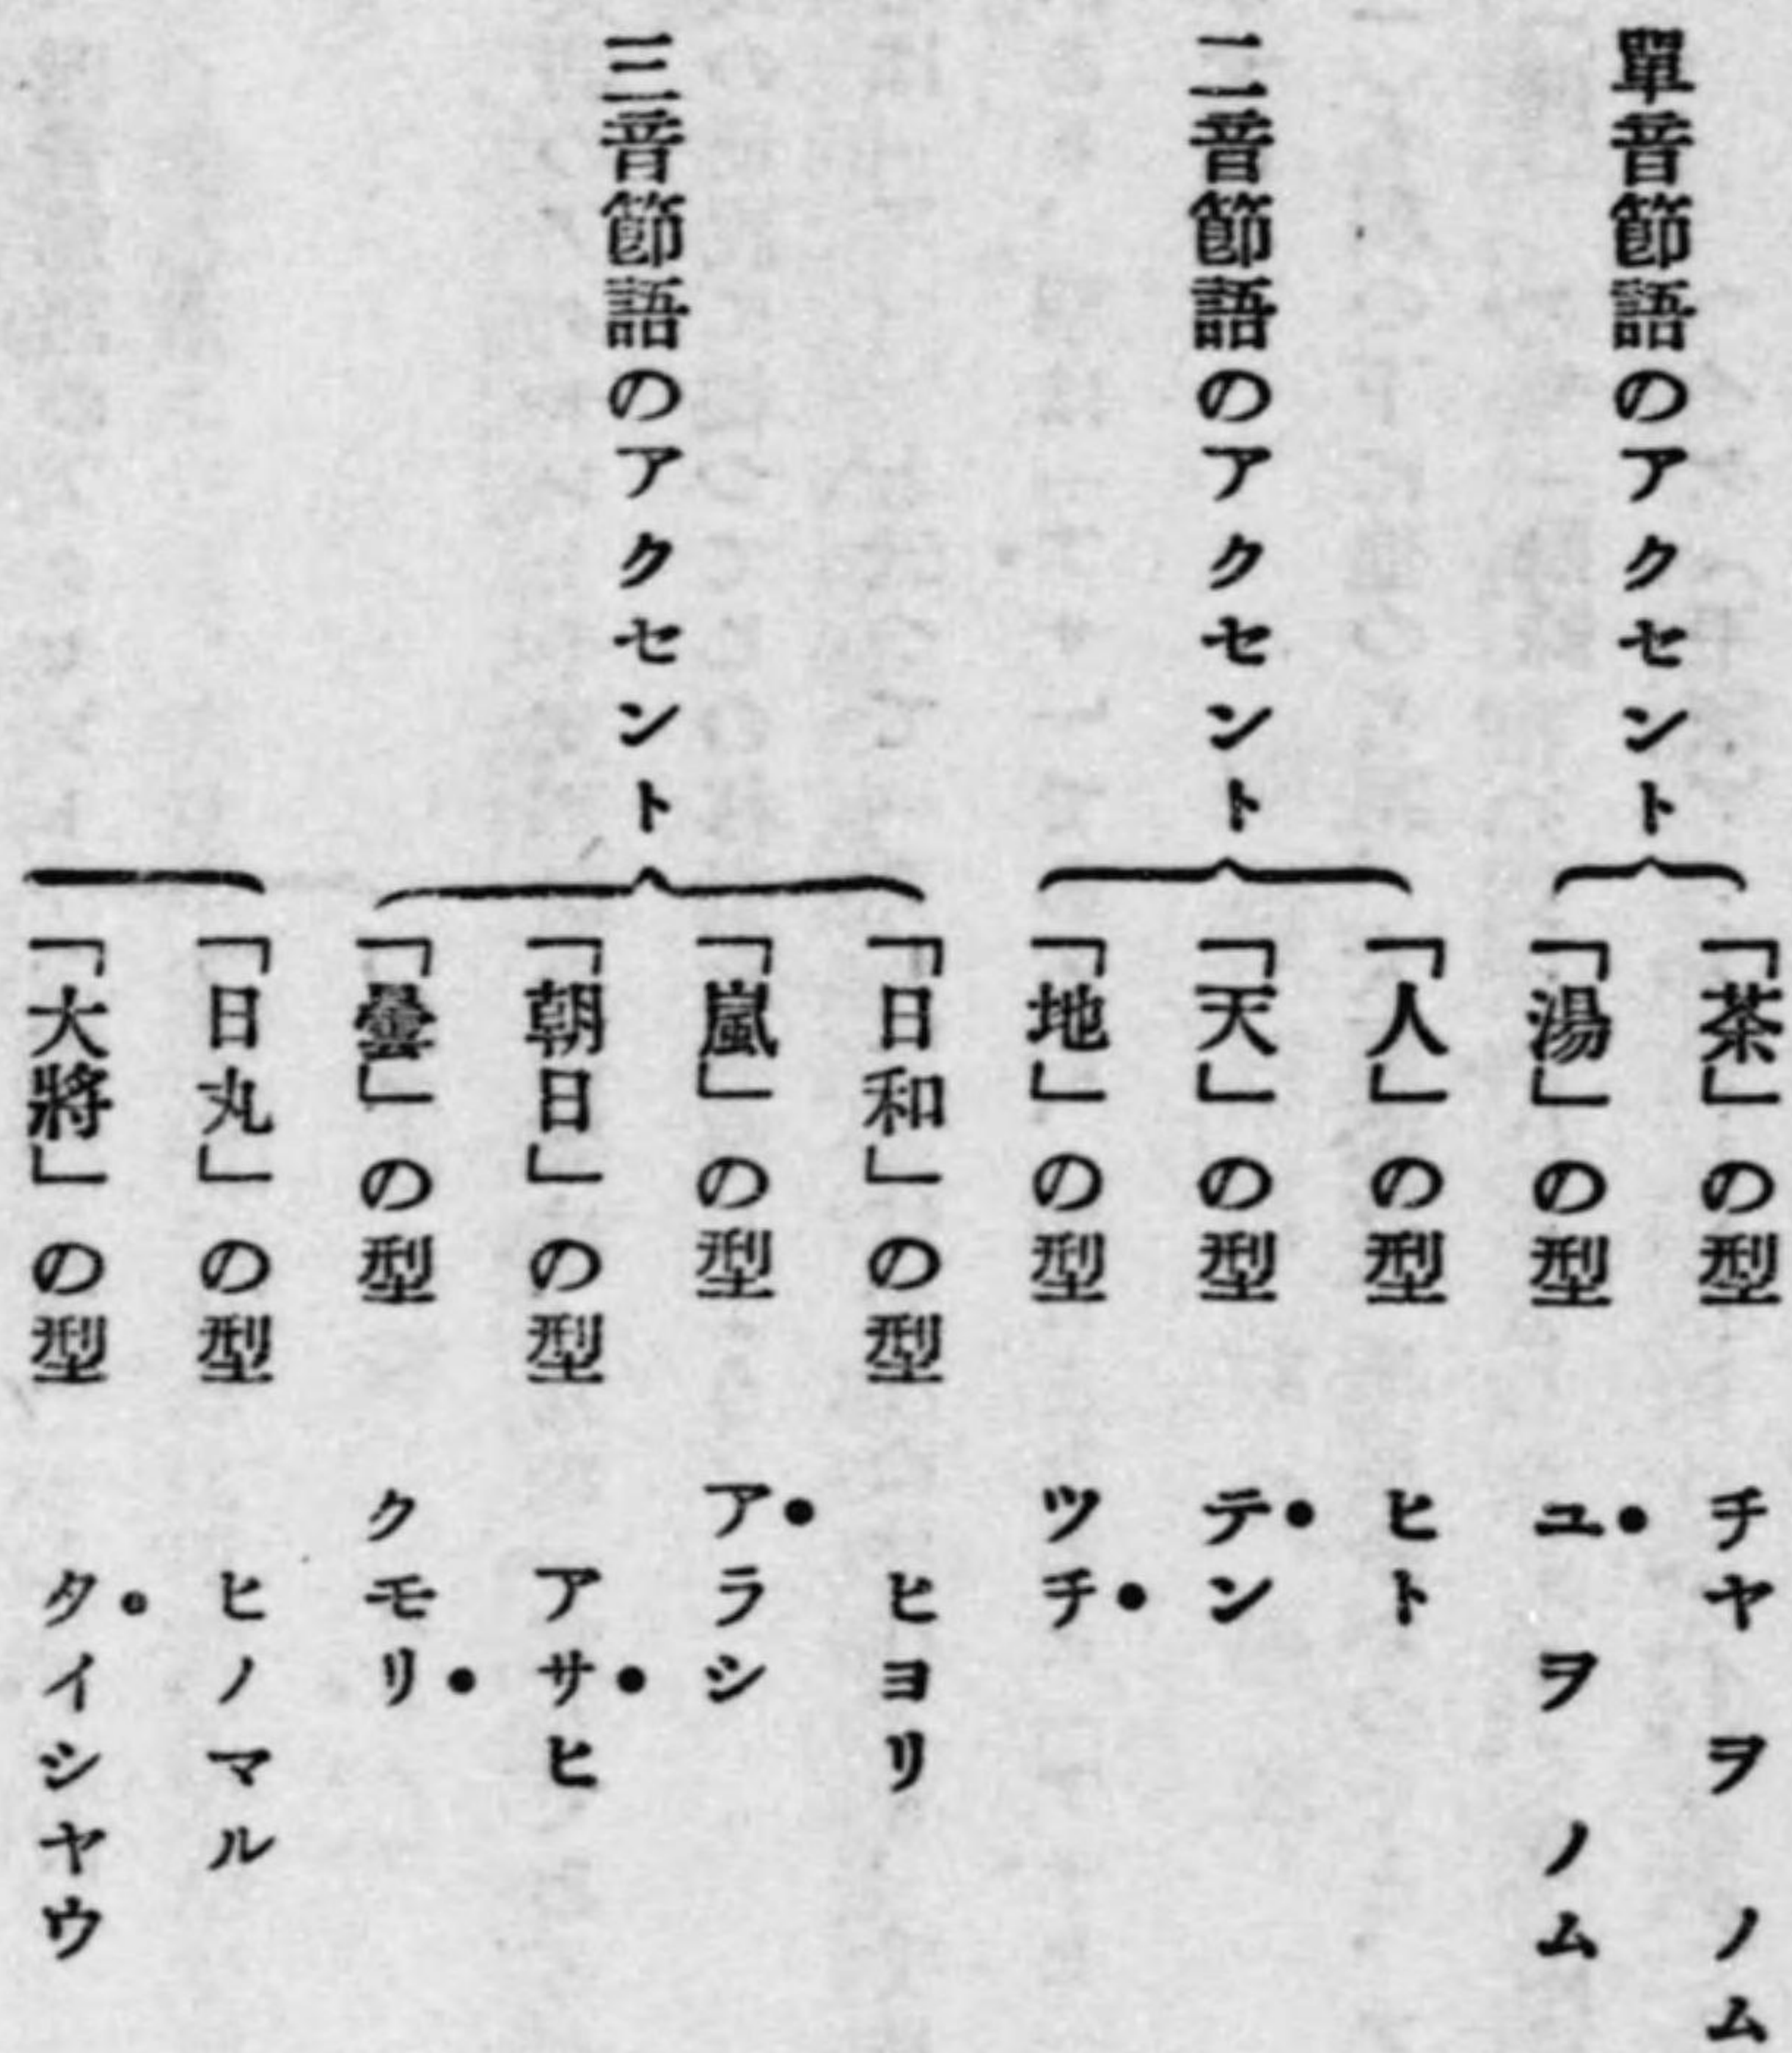 單音節語のアクセント
「茶」の型 チヤヲ ノム
「湯」の型 ユヲ ノム
二音節語のアクセント
「人」の型 ヒト
「天」の型 テン
「地」の型 ツチ
三音節語のアクセント
「日和」の型 ヒヨリ
「嵐」の型 アラシ
「朝日」の型 アサヒ
「曇」の型 クモリ
「日丸」の型 ヒノマル
「大將」の型 タイシヤウ